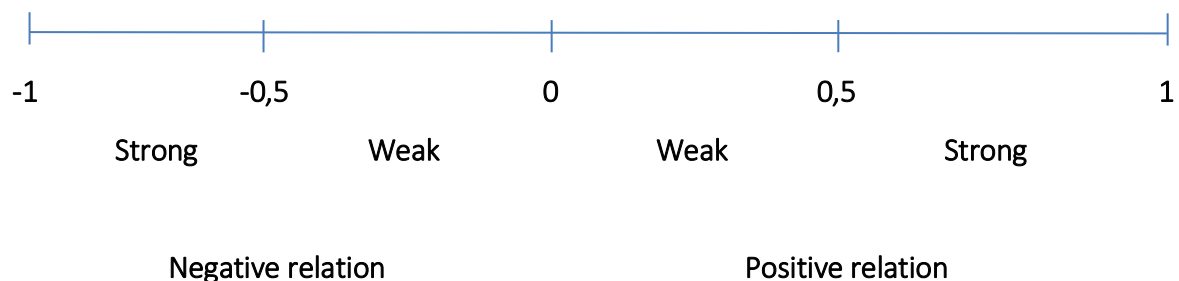 -1 -0,5 0 0,5 1
Strong Weak Weak Strong
Negative relation Positive relation